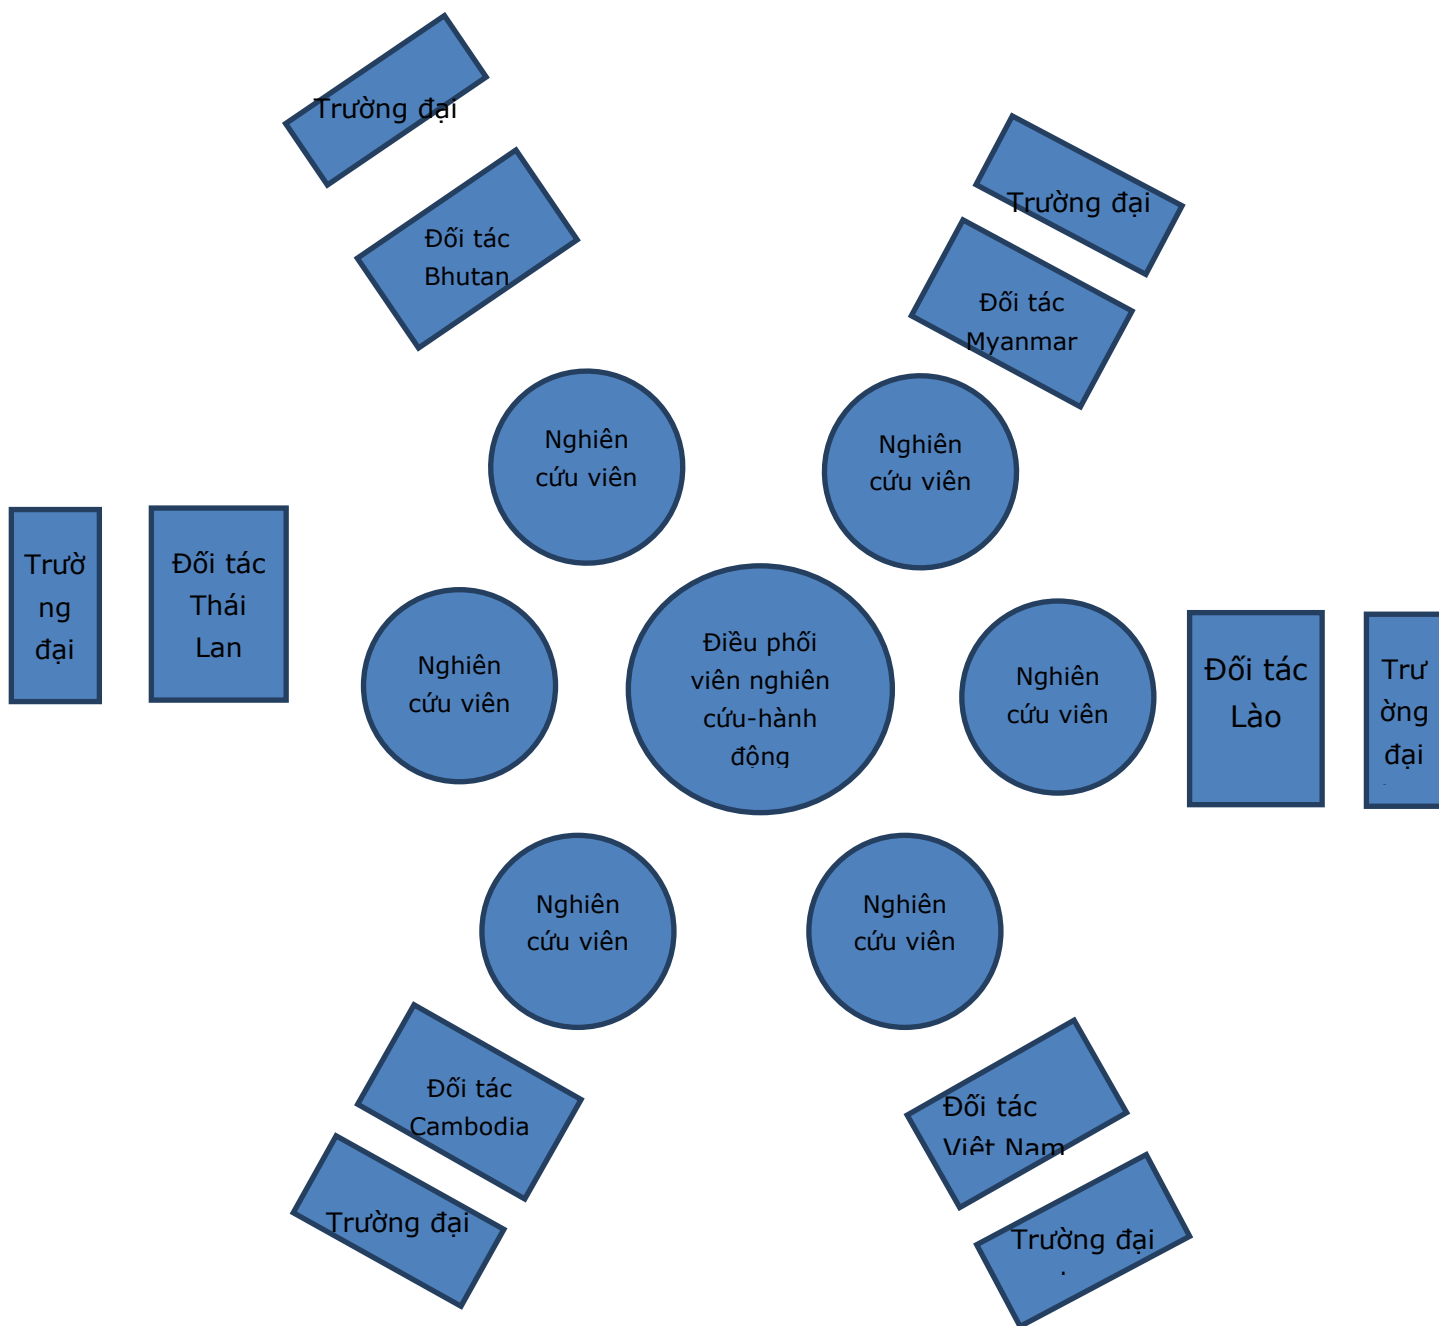 Trường đại
Đối tác
Bhutan
Trường đại
Đối tác
Myanmar
Nghiên
cứu viên
Nghiên
cứu viên
Trườ
ng
đại
Đối tác
Thái
Lan
Nghiên
cứu viên
Điều phối
viên nghiên
cứu-hành
động
Nghiên
cứu viên
Đối tác
Lào
Trư
ờng
đại
Nghiên
cứu viên
Nghiên
cứu viên
Đối tác
Cambodia
Trường đại
Đối tác
Việt Nam
Trường đại